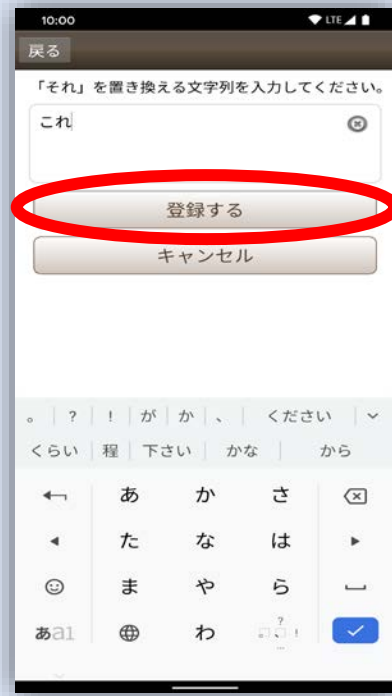 10:00 LTE
戻る
「それ」を置き換える文字列を入力してください。
これ
登録する
キャンセル
。 ? ! が か 、 ください
くらい 程 下さい かな から
あ か さ
た な は
ま や ら
あa1 わ 、。?!…